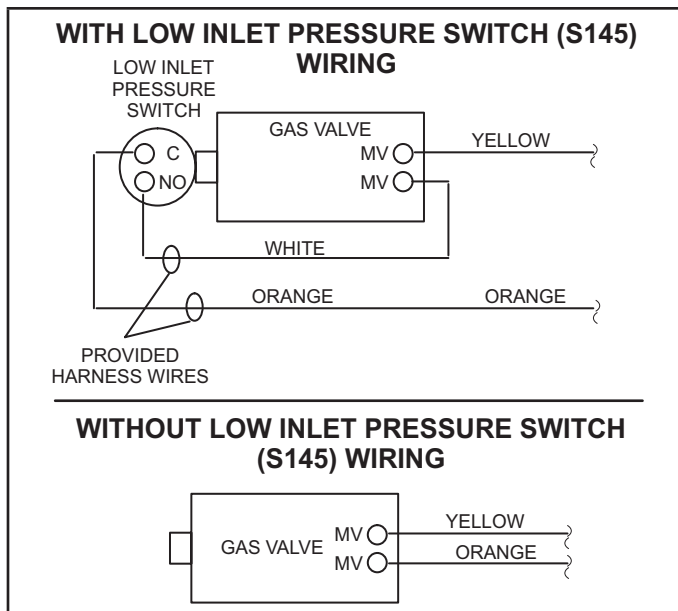 WITH LOW INLET PRESSURE SWITCH (S145)
WIRING
LOW INLET
PRESSURE
SWITCH
GAS VALVE
C
NO
MV
MV
YELLOW
WHITE
ORANGE
ORANGE
PROVIDED
HARNESS WIRES
WITHOUT LOW INLET PRESSURE SWITCH
(S145) WIRING
GAS VALVE
MV
MV
YELLOW
ORANGE